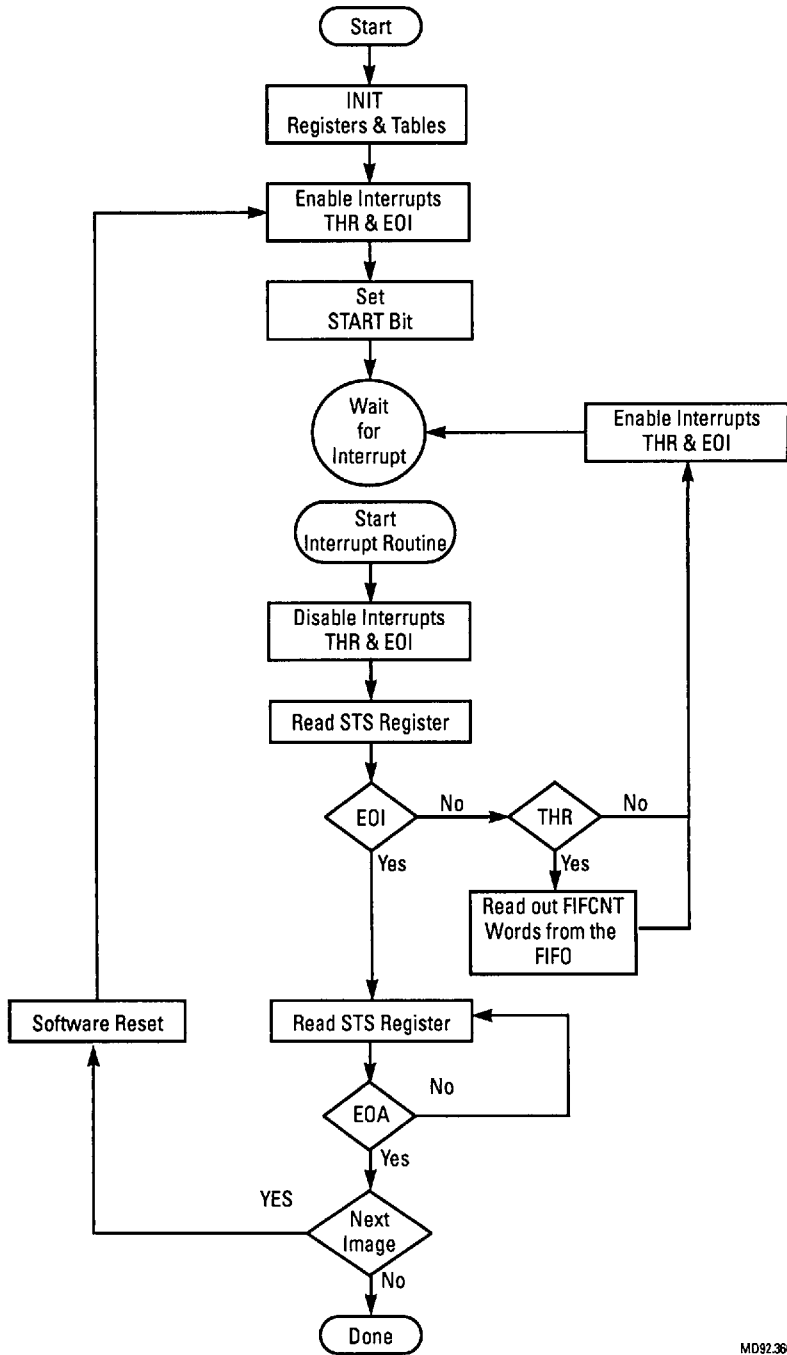 Start
INIT
Registers & Tables
Enable Interrupts
THR & EOI
Set
START Bit
Wait
for
Interrupt
Enable Interrupts
THR & EOI
Start
Interrupt Routine
Disable Interrupts
THR & EOI
Read STS Register
EOI
No
THR
No
Yes
Yes
Read out FIFCNT
Words from the
FIFO
Software Reset
Read STS Register
No
EOA
Yes
YES
Next
Image
No
Done